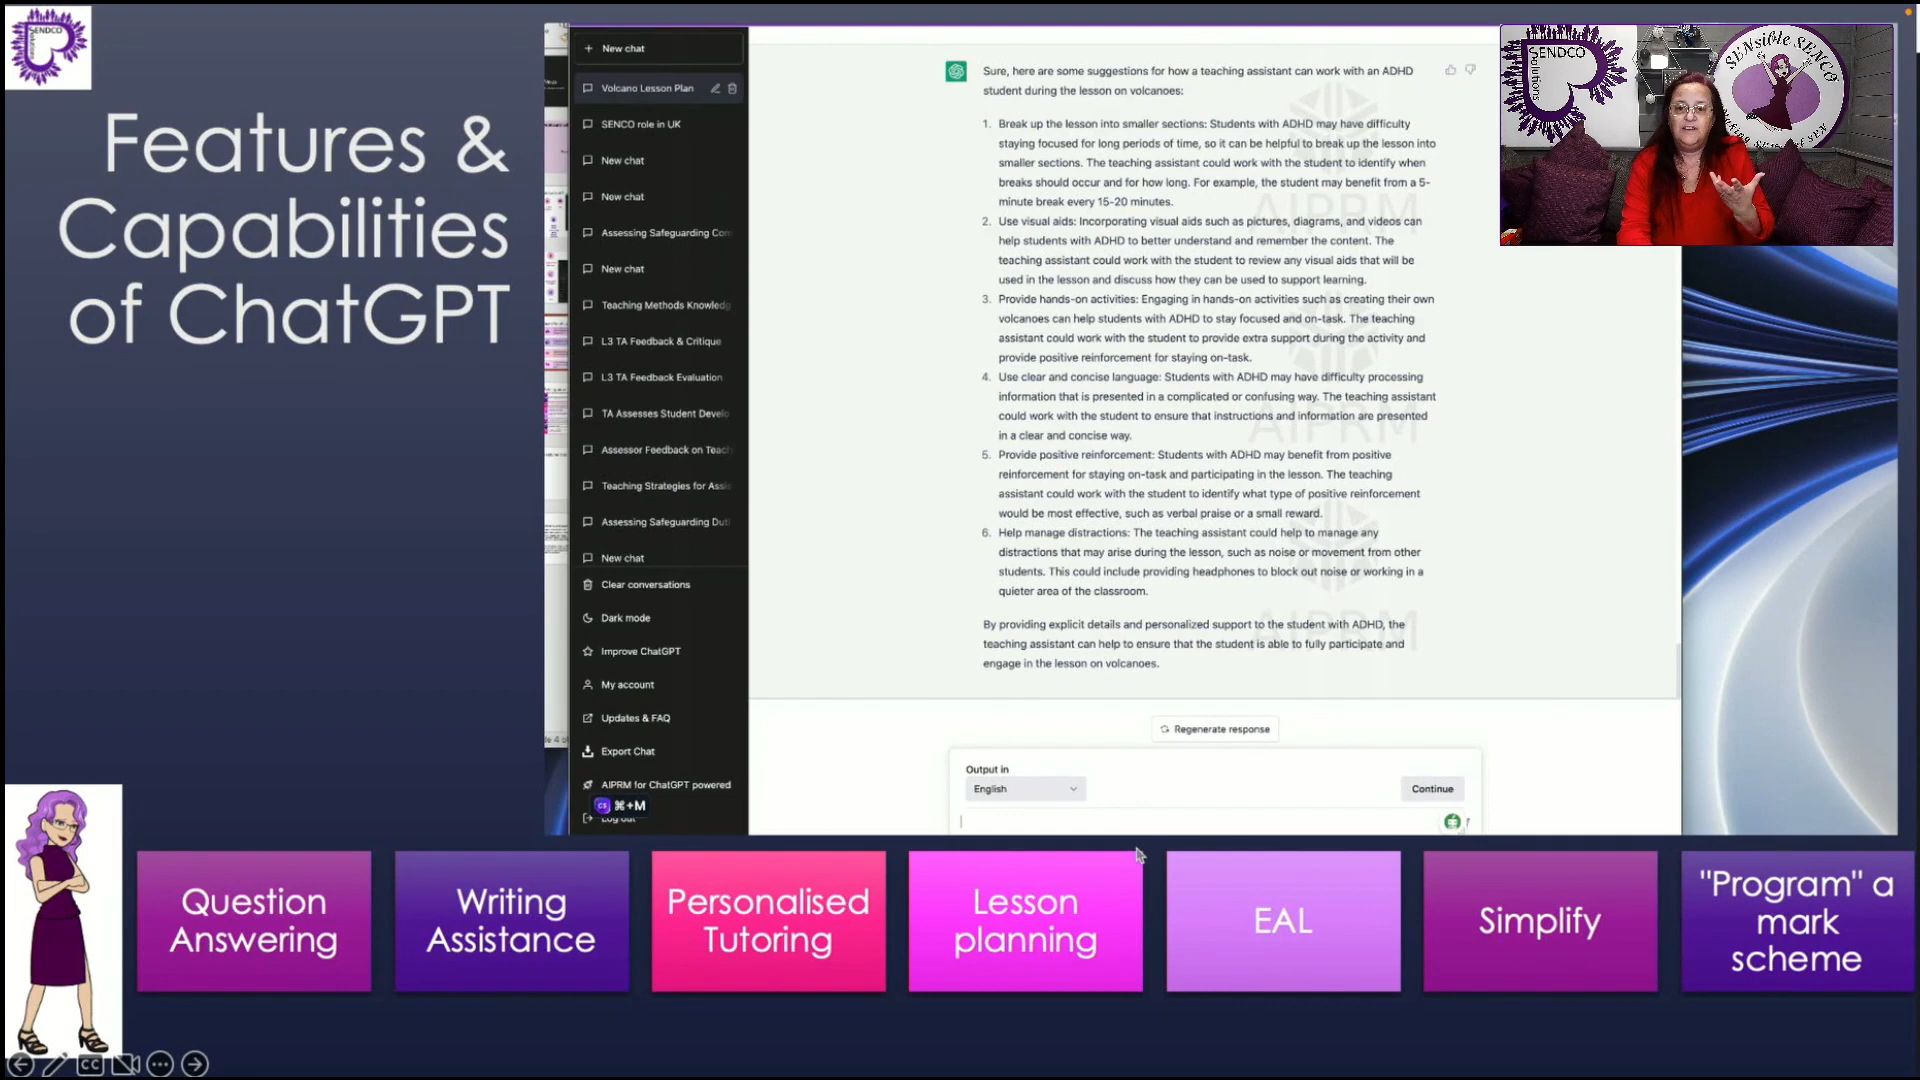 SENDCO
Solutions
Features &
Capabilities
of ChatGPT
New chat
Volcano Lesson Plan
SENCO role in UK
New chat
New chat
Assessing Safeguarding Com
New chat
Teaching Methods Knowledg
L3 TA Feedback & Critique
L3 TA Feedback Evaluation
TA Assesses Student Develo
Assessor Feedback on Teach
Teaching Strategies for Assis
Assessing Safeguarding Duti
New chat
Clear conversations
Dark mode
Improve ChatGPT
My account
Updates & FAQ
Export Chat
AIPRM for ChatGPT powered
⌘+M
Log out
Sure, here are some suggestions for how a teaching assistant can work with an ADHD
student during the lesson on volcanoes:
1. Break up the lesson into smaller sections: Students with ADHD may have difficulty
staying focused for long periods of time, so it can be helpful to break up the lesson into
smaller sections. The teaching assistant could work with the student to identify when
breaks should occur and for how long. For example, the student may benefit from a 5-
minute break every 15-20 minutes.
2. Use visual aids: Incorporating visual aids such as pictures, diagrams, and videos can
help students with ADHD to better understand and remember the content. The
teaching assistant could work with the student to review any visual aids that will be
used in the lesson and discuss how they can be used to support learning.
3. Provide hands-on activities: Engaging in hands-on activities such as creating their own
volcanoes can help students with ADHD to stay focused and on-task. The teaching
assistant could work with the student to provide extra support during the activity and
provide positive reinforcement for staying on-task.
4. Use clear and concise language: Students with ADHD may have difficulty processing
information that is presented in a complicated or confusing way. The teaching assistant
could work with the student to ensure that instructions and information are presented
in a clear and concise way.
5. Provide positive reinforcement: Students with ADHD may benefit from positive
reinforcement for staying on-task and participating in the lesson. The teaching
assistant could work with the student to identify what type of positive reinforcement
would be most effective, such as verbal praise or a small reward.
6. Help manage distractions: The teaching assistant could help to manage any
distractions that may arise during the lesson, such as noise or movement from other
students. This could include providing headphones to block out noise or working in a
quieter area of the classroom.
By providing explicit details and personalized support to the student with ADHD, the
teaching assistant can help to ensure that the student is able to fully participate and
engage in the lesson on volcanoes.
AIPRM
AIPRM
AIPRM
Regenerate response
Output in
English
Continue
SENDCO
Solutions
SENsible SENCO
Question
Answering
Writing
Assistance
Personalised
Tutoring
Lesson
planning
EAL
Simplify
"Program" a
mark
scheme
CC